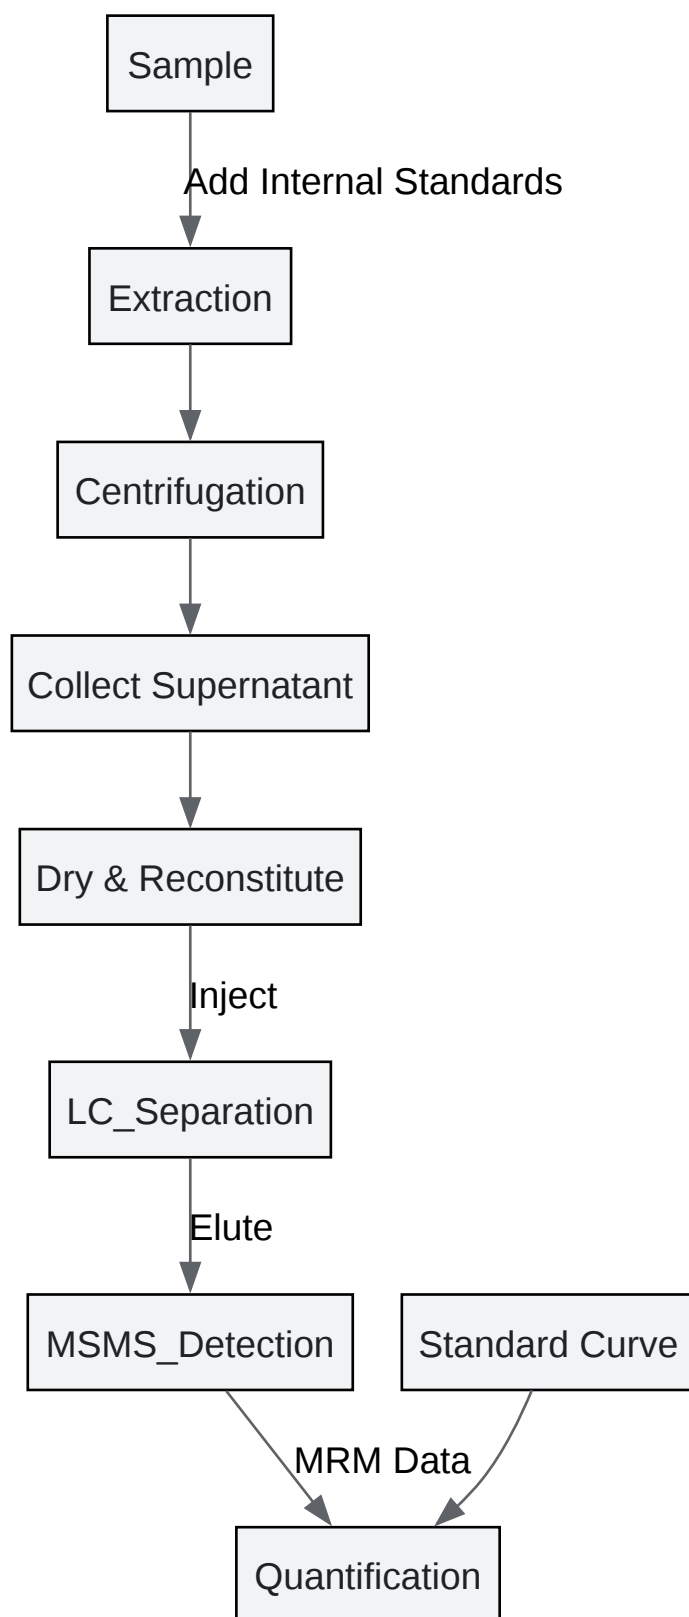 Sample
Add Internal Standards
Extraction
Centrifugation
Collect Supernatant
Dry & Reconstitute
Inject
LC_Separation
Elute
MSMS_Detection
Standard Curve
MRM Data
Quantification